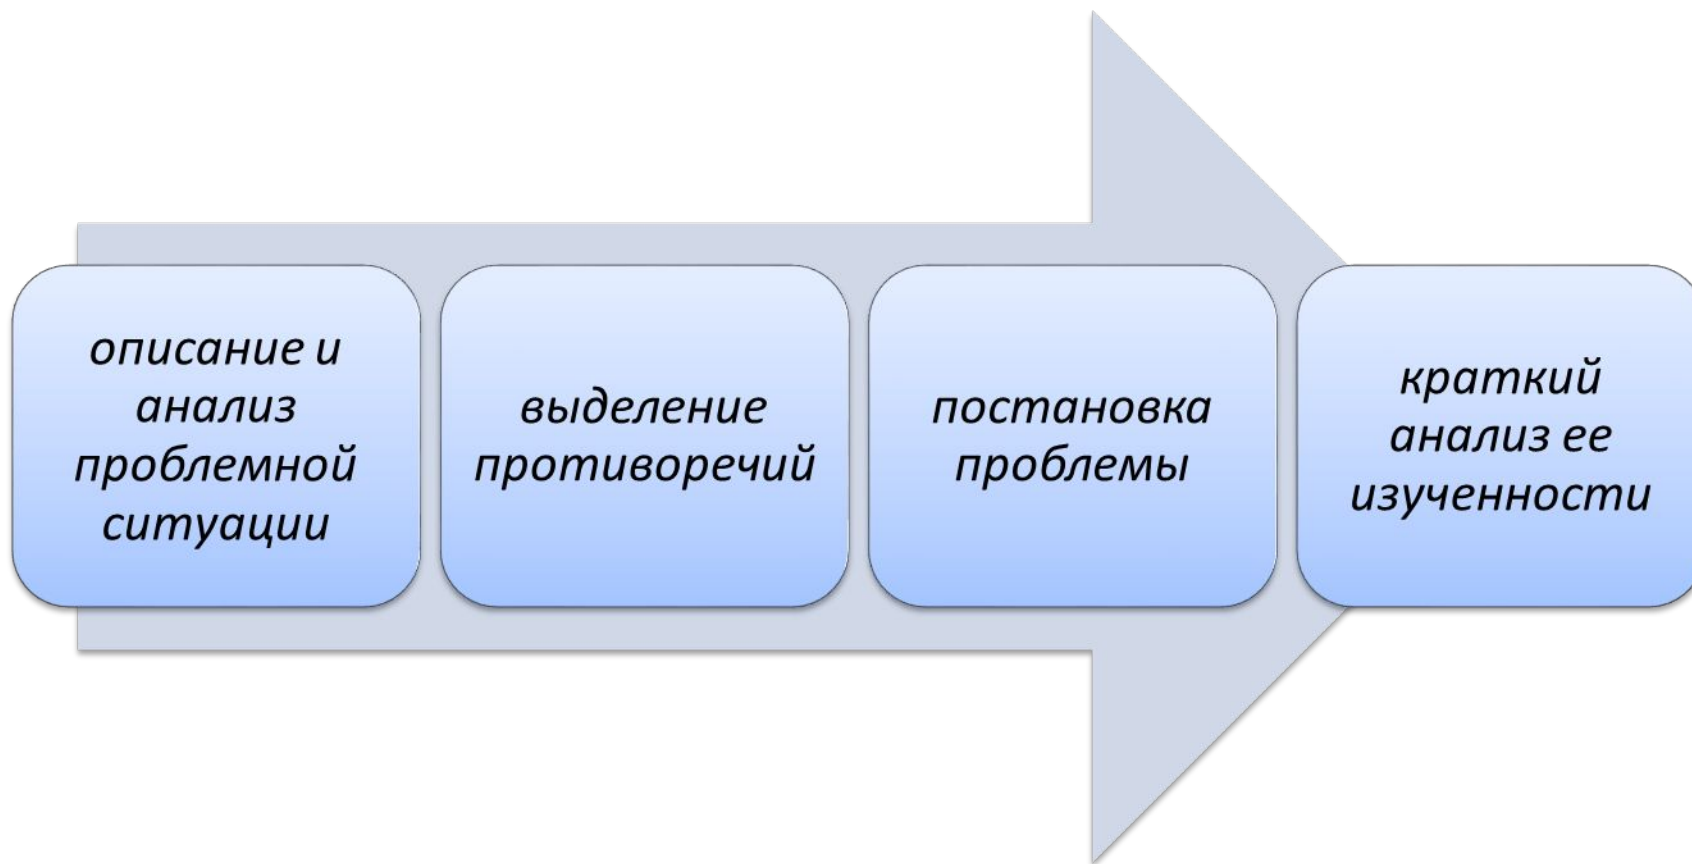 описание и
анализ
проблемной
ситуации
выделение
противоречий
постановка
проблемы
краткий
анализ ее
изученности